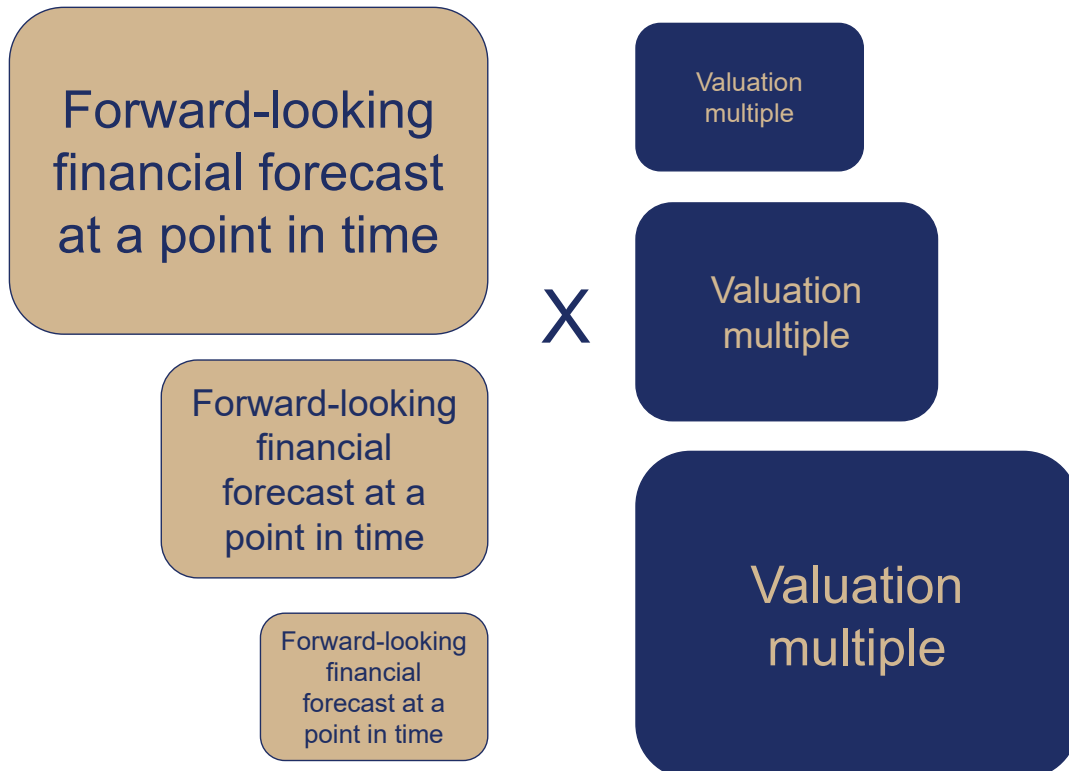 Forward-looking
financial forecast
at a point in time
Forward-looking
financial
forecast at a
point in time
Forward-looking
financial
forecast at a
point in time
X
Valuation
multiple
Valuation
multiple
Valuation
multiple